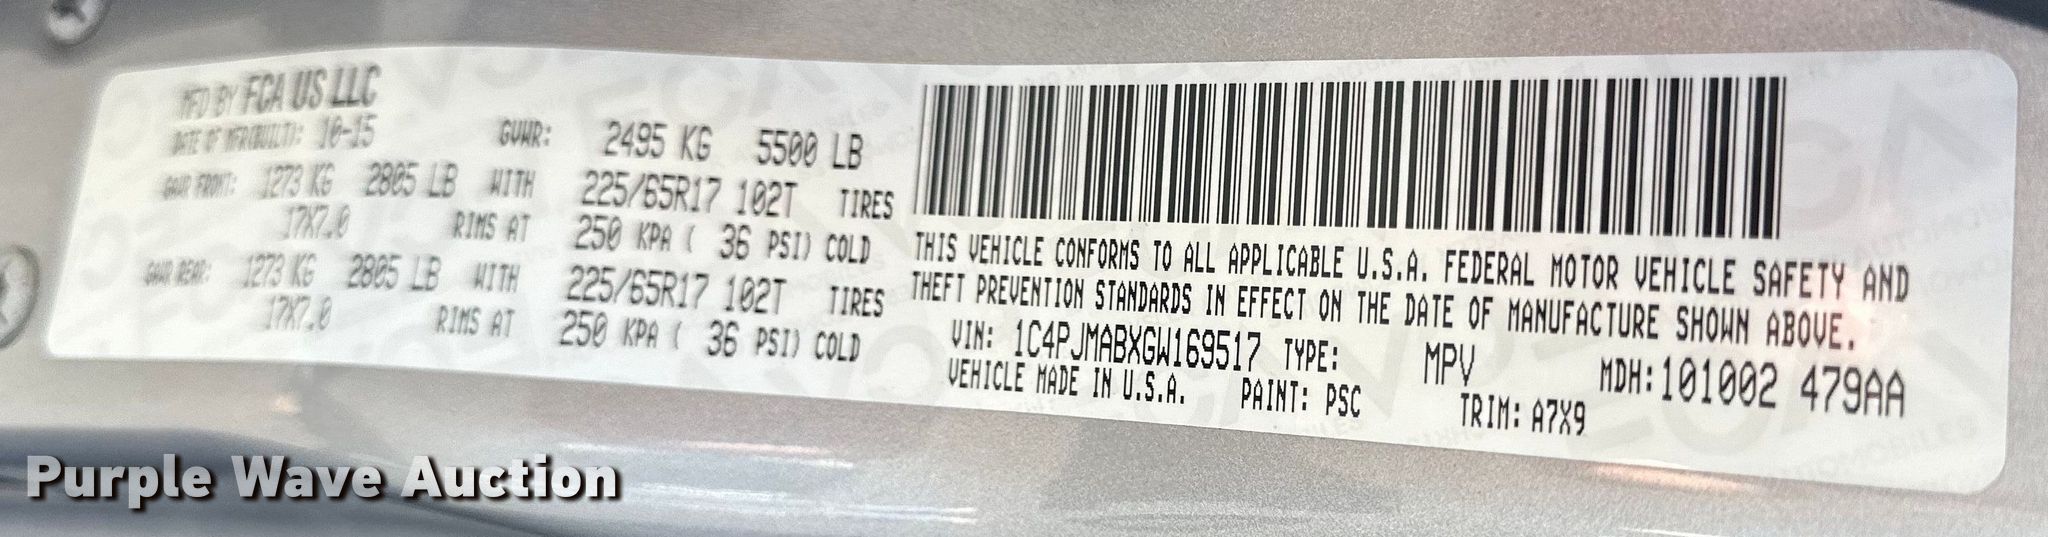 MFD BY FCA US LLC
DATE OF MFR(BUILT): 10-15 GVWR: 2495 KG 5500 LB
GAWR FRONT: 1273 KG 2805 LB WITH 225/65R17 102T TIRES
17X7.0 RIMS AT 250 KPA ( 36 PSI) COLD
GAWR REAR: 1273 KG 2805 LB WITH 225/65R17 102T TIRES
17X7.0 RIMS AT 250 KPA ( 36 PSI) COLD
THIS VEHICLE CONFORMS TO ALL APPLICABLE U.S.A. FEDERAL MOTOR VEHICLE SAFETY AND
THEFT PREVENTION STANDARDS IN EFFECT ON THE DATE OF MANUFACTURE SHOWN ABOVE.
VIN: 1C4PJMABXGW169517 TYPE: MPV MDH:101002 479AA
VEHICLE MADE IN U.S.A. PAINT: PSC TRIM: A7X9
Purple Wave Auction